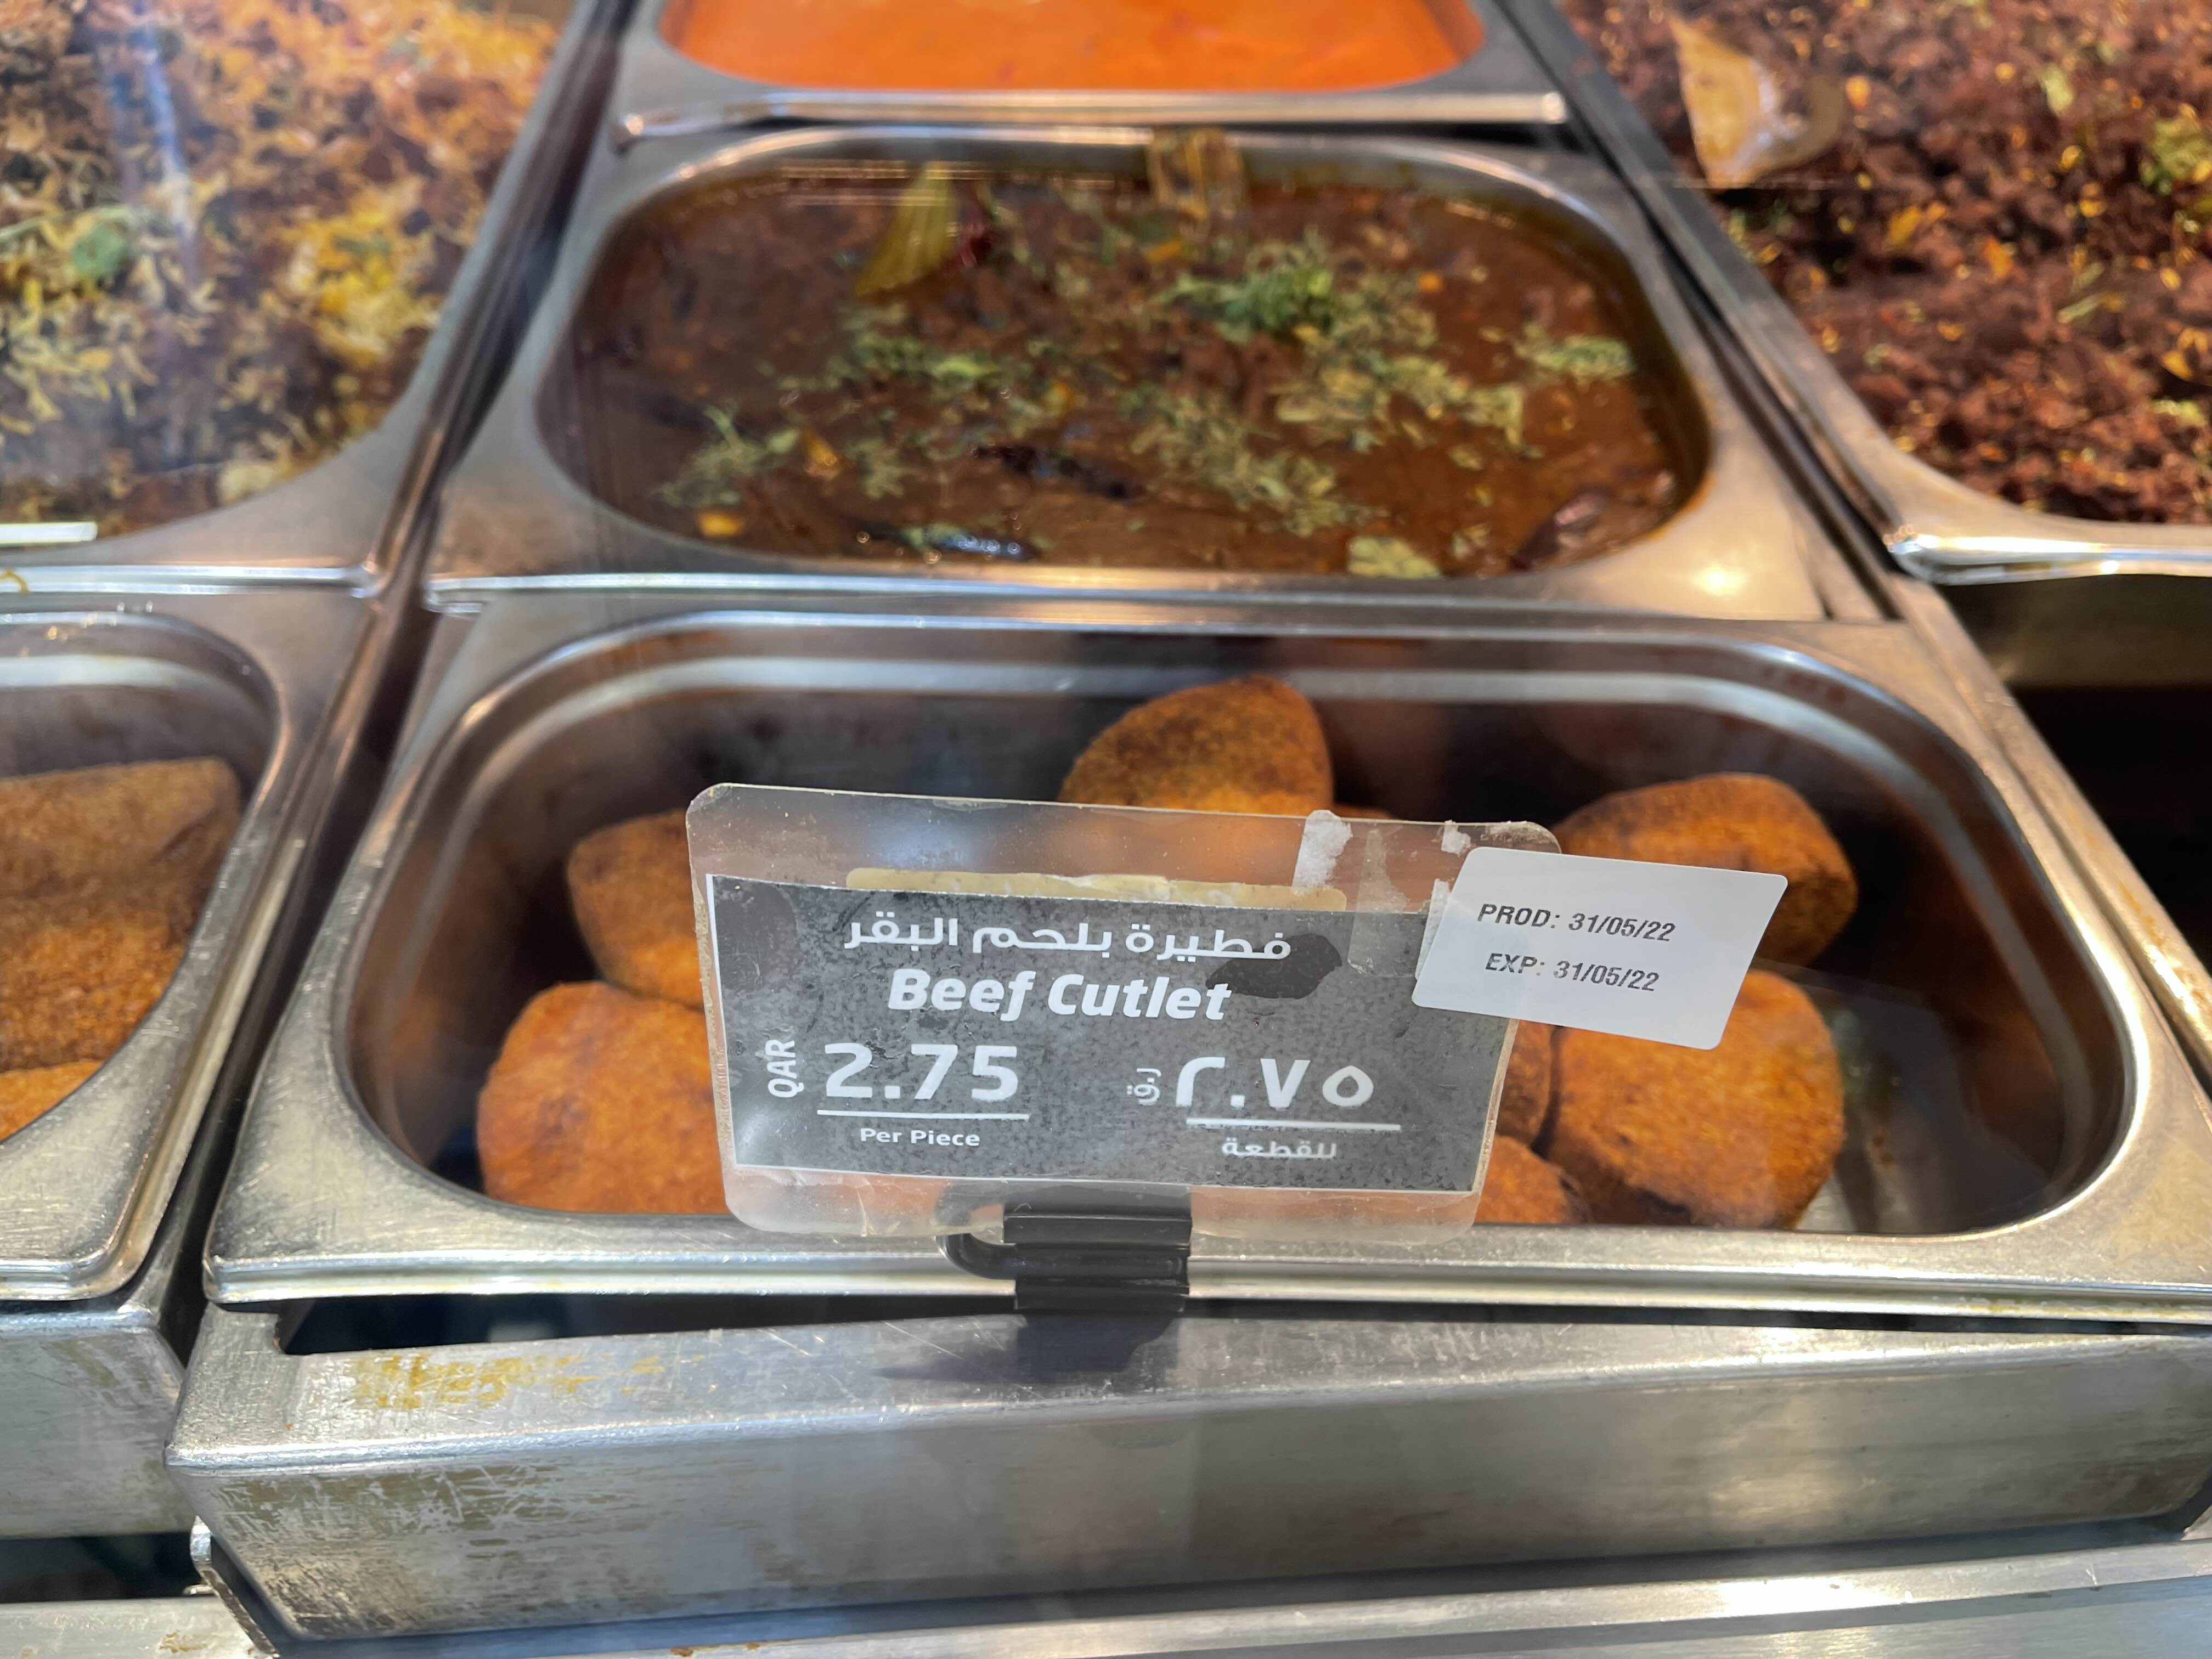 فطيرة بلحم البقر
Beef Cutlet
QAR 2.75
Per Piece
ر.ق ٢.٧٥
للقطعة
PROD: 31/05/22
EXP: 31/05/22